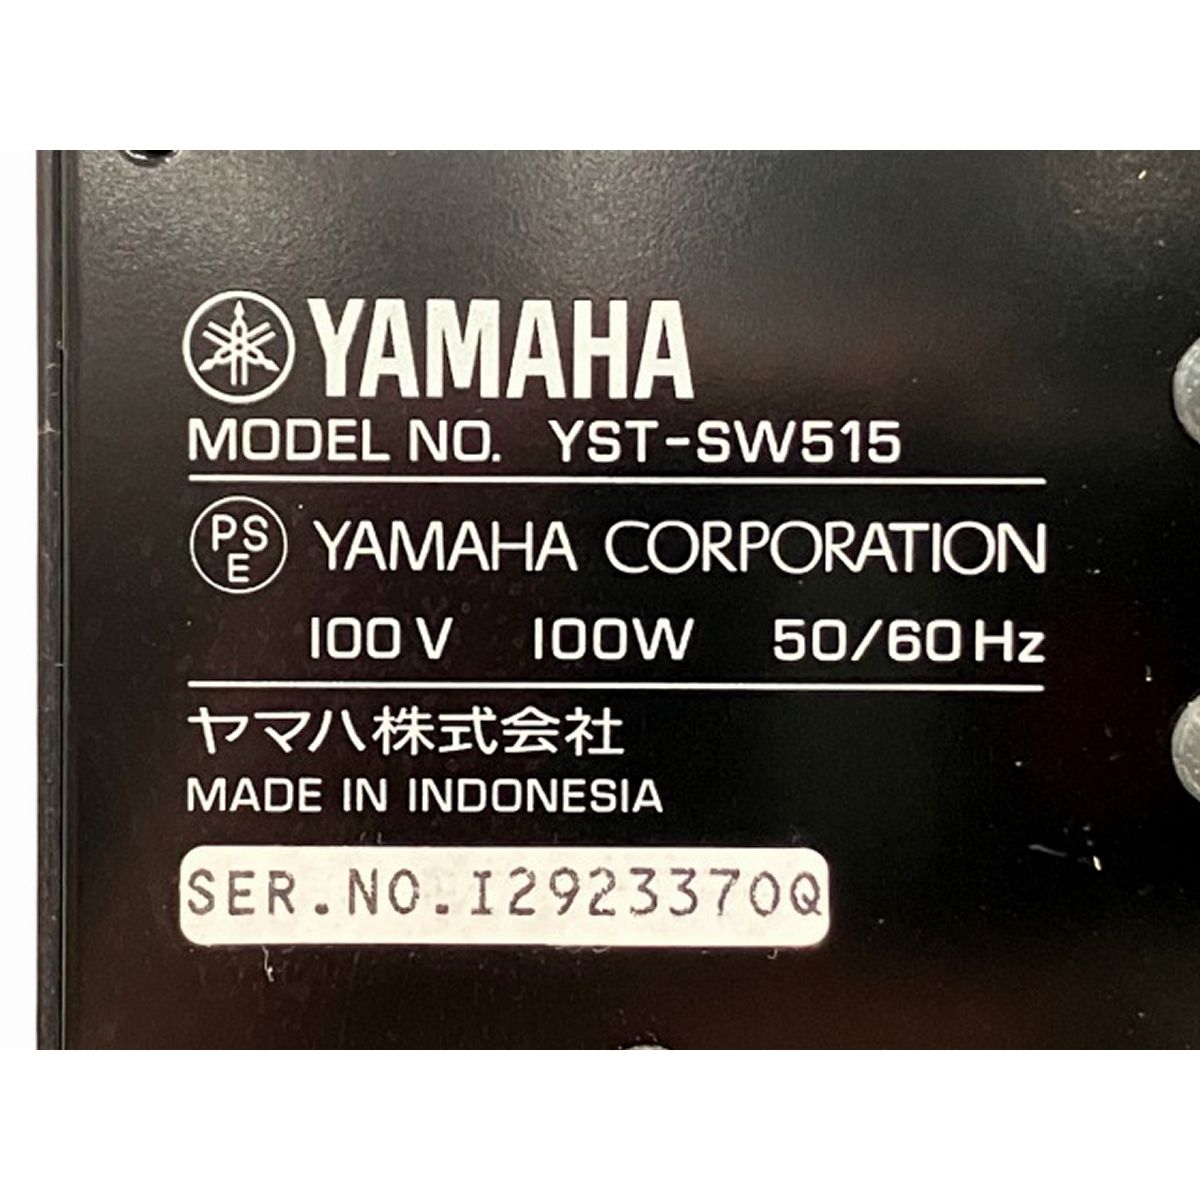 YAMAHA
MODEL NO. YST-SW515
PSE YAMAHA CORPORATION
100V 100W 50/60Hz
ヤマハ株式会社
MADE IN INDONESIA
SER.NO.I2923370Q